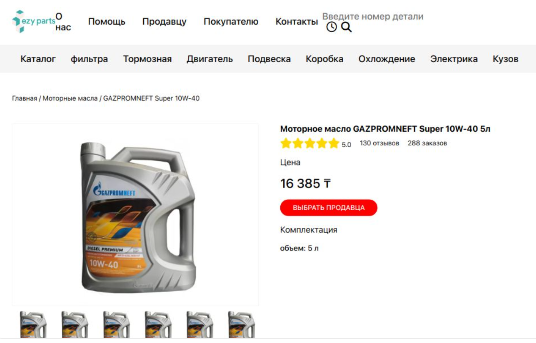 ezy parts
О нас
Помощь
Продавцу
Покупателю
Контакты
Введите номер детали
Каталог
фильтра
Тормозная
Двигатель
Подвеска
Коробка
Охлождение
Электрика
Кузов
Главная / Моторные масла / GAZPROMNEFT Super 10W-40
Моторное масло GAZPROMNEFT Super 10W-40 5л
5.0
130 отзывов
288 заказов
Цена
16 385 ₸
ВЫБРАТЬ ПРОДАВЦА
Комплектация
объем: 5 л
GAZPROMNEFT
DIESEL PREMIUM
10W-40